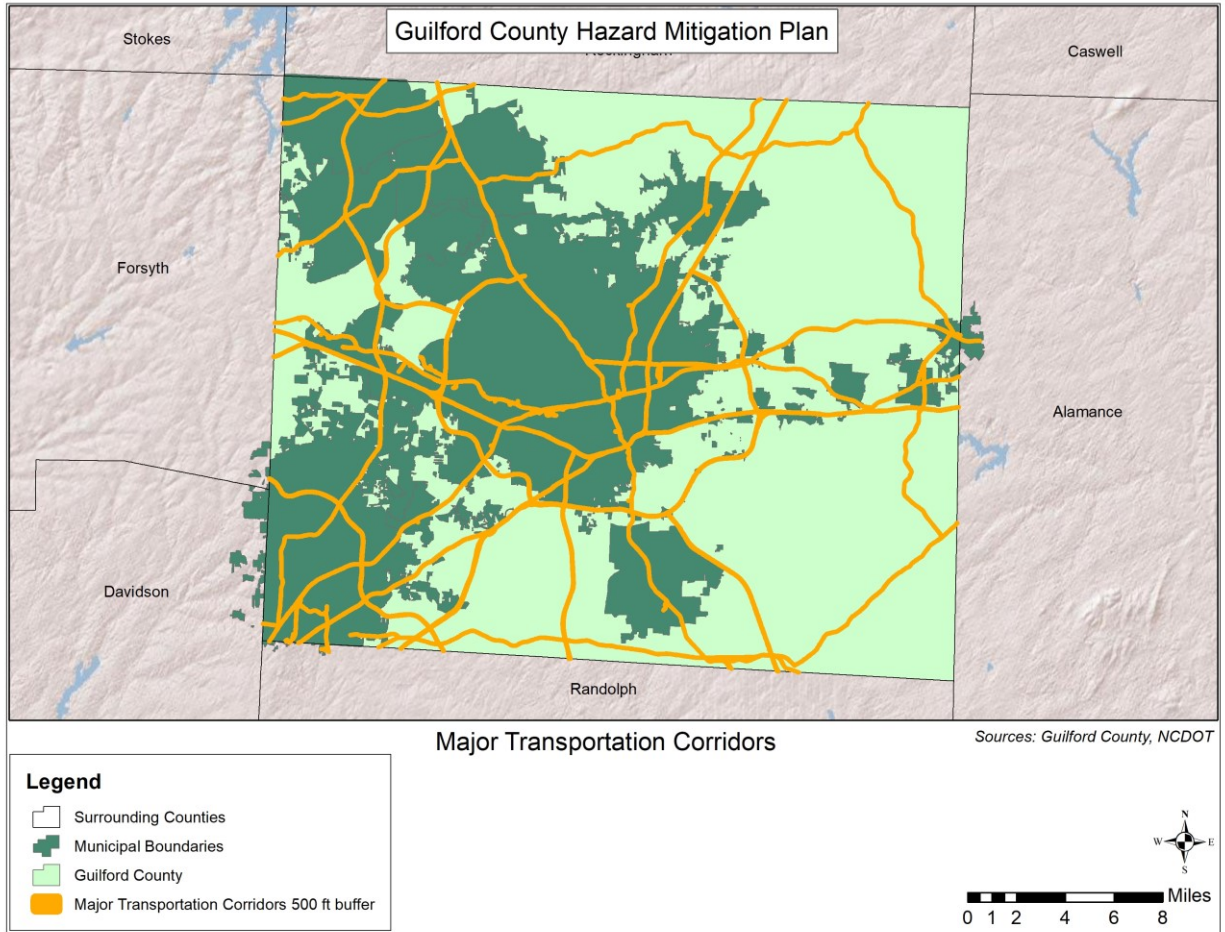 Guilford County Hazard Mitigation Plan
Stokes
Rockingham
Caswell
Forsyth
Alamance
Davidson
Randolph
Major Transportation Corridors
Sources: Guilford County, NCDOT
Legend
Surrounding Counties
Municipal Boundaries
Guilford County
Major Transportation Corridors 500 ft buffer
N
W E
S
Miles
0 1 2 4 6 8